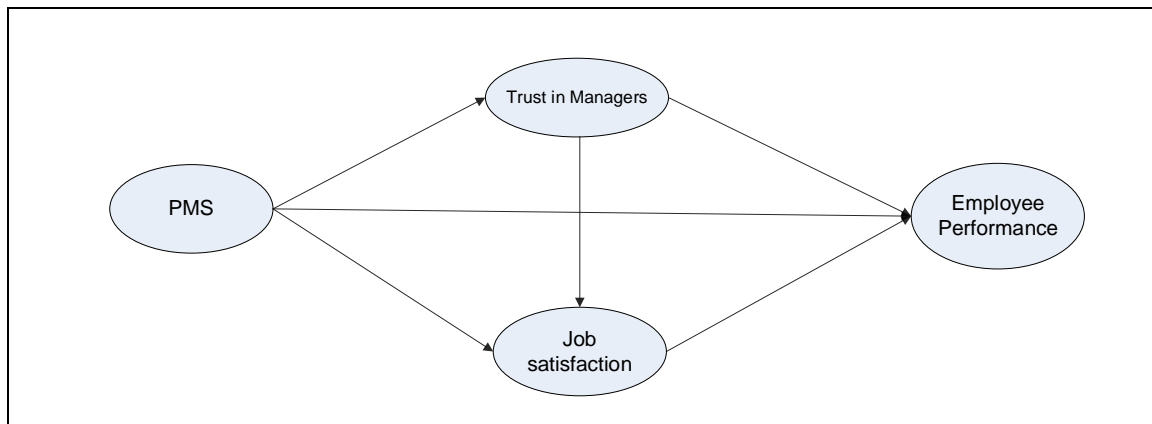 Trust in Managers
PMS
Employee
Performance
Job
satisfaction